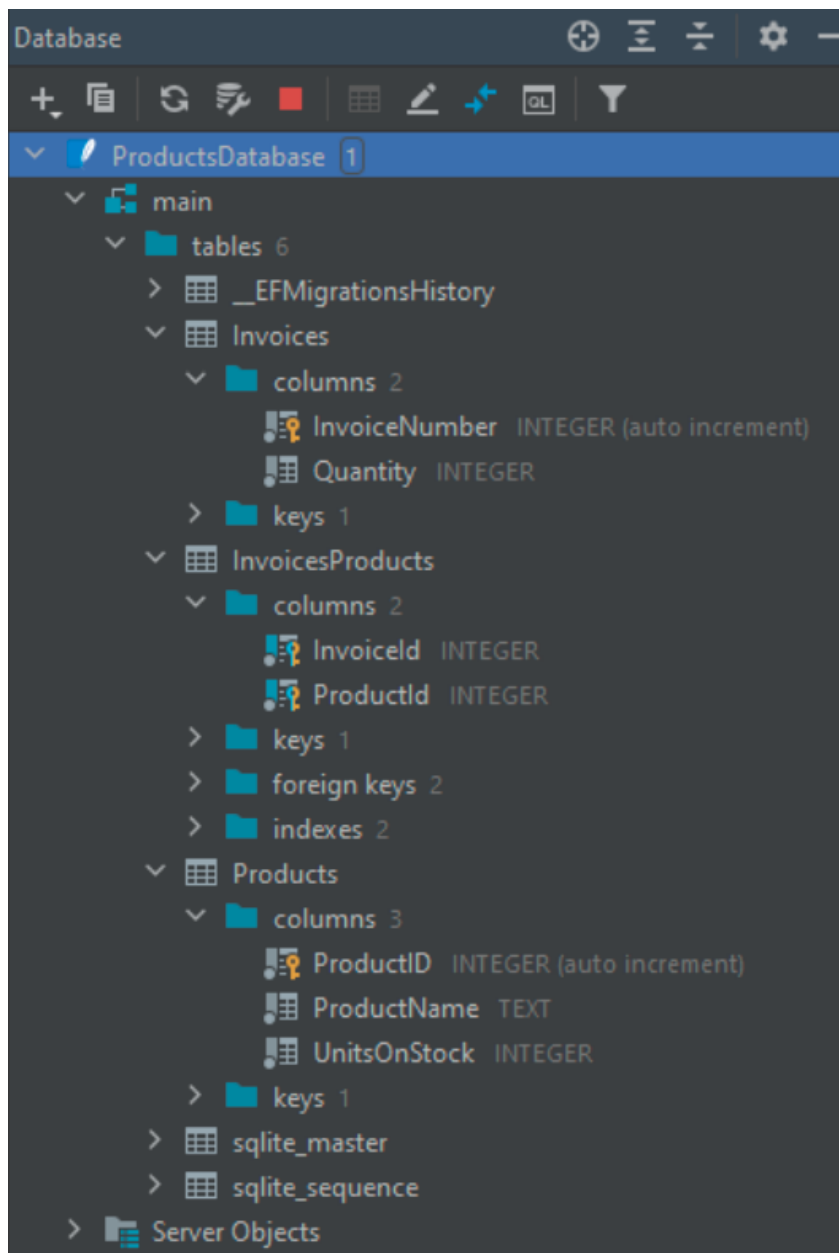 Database
QL
ProductsDatabase 1
main
tables 6
__EFMigrationsHistory
Invoices
columns 2
InvoiceNumber INTEGER (auto increment)
Quantity INTEGER
keys 1
InvoicesProducts
columns 2
InvoiceId INTEGER
ProductId INTEGER
keys 1
foreign keys 2
indexes 2
Products
columns 3
ProductID INTEGER (auto increment)
ProductName TEXT
UnitsOnStock INTEGER
keys 1
sqlite_master
sqlite_sequence
Server Objects